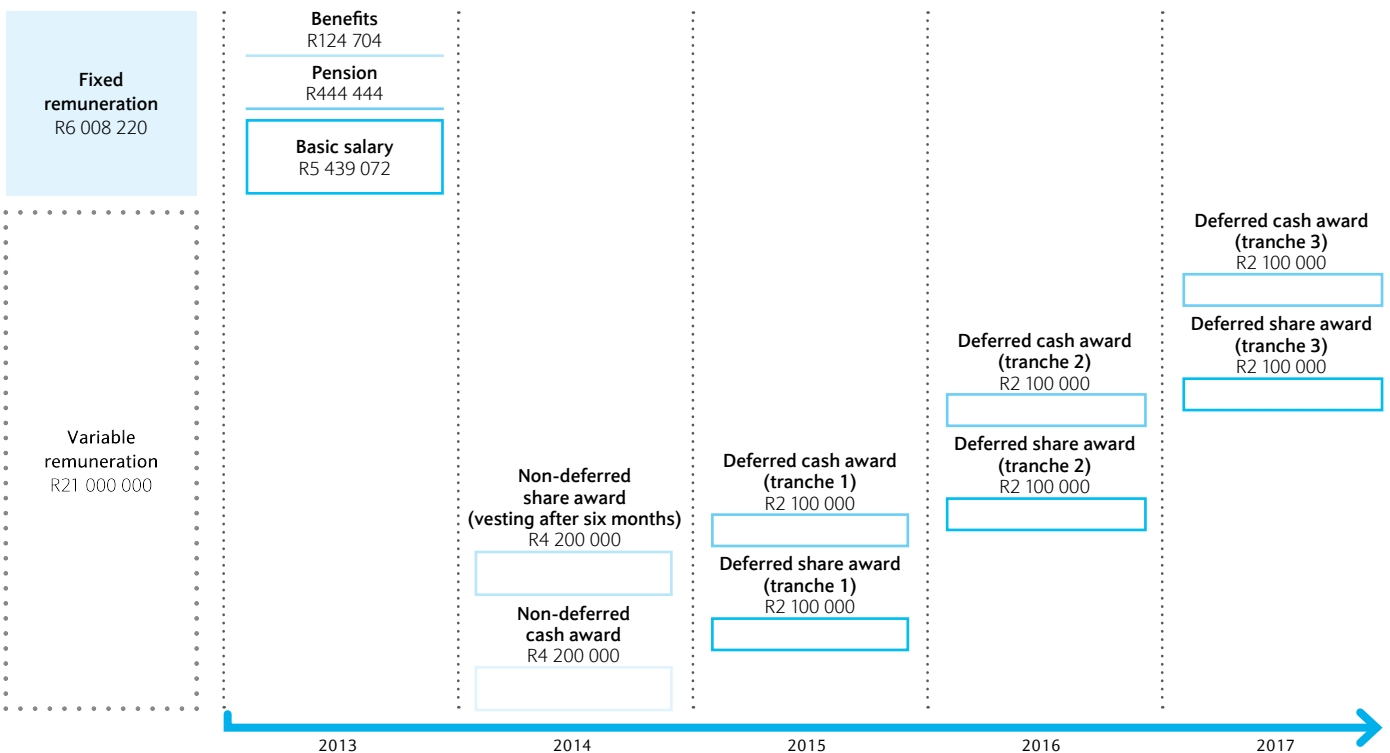 Fixed
remuneration
R6 008 220
Variable
remuneration
R21 000 000
Benefits
R124 704
Pension
R444 444
Basic salary
R5 439 072
Non-deferred
share award
(vesting after six months)
R4 200 000
Non-deferred
cash award
R4 200 000
Deferred cash award
(tranche 1)
R2 100 000
Deferred share award
(tranche 1)
R2 100 000
Deferred cash award
(tranche 2)
R2 100 000
Deferred share award
(tranche 2)
R2 100 000
Deferred cash award
(tranche 3)
R2 100 000
Deferred share award
(tranche 3)
R2 100 000
2013
2014
2015
2016
2017